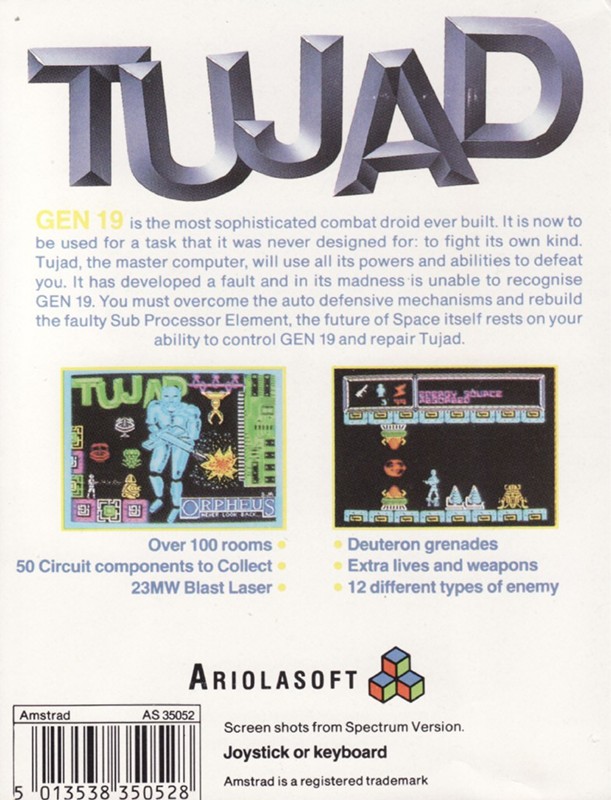 TUJAD
GEN 19 is the most sophisticated combat droid ever built. It is now to
be used for a task that it was never designed for: to fight its own kind.
Tujad, the master computer, will use all its powers and abilities to defeat
you. It has developed a fault and in its madness is unable to recognise
GEN 19. You must overcome the auto defensive mechanisms and rebuild
the faulty Sub Processor Element, the future of Space itself rests on your
ability to control GEN 19 and repair Tujad.
TUJAD
ORPHEUS
NEVER LOOK BACK...
3
ENERGY SOURCE
ABSORBED
Over 100 rooms
50 Circuit components to Collect
23MW Blast Laser
Deuteron grenades
Extra lives and weapons
12 different types of enemy
ARIOLASOFT
Amstrad AS 35052
5 013538 350528
Screen shots from Spectrum Version.
Joystick or keyboard
Amstrad is a registered trademark